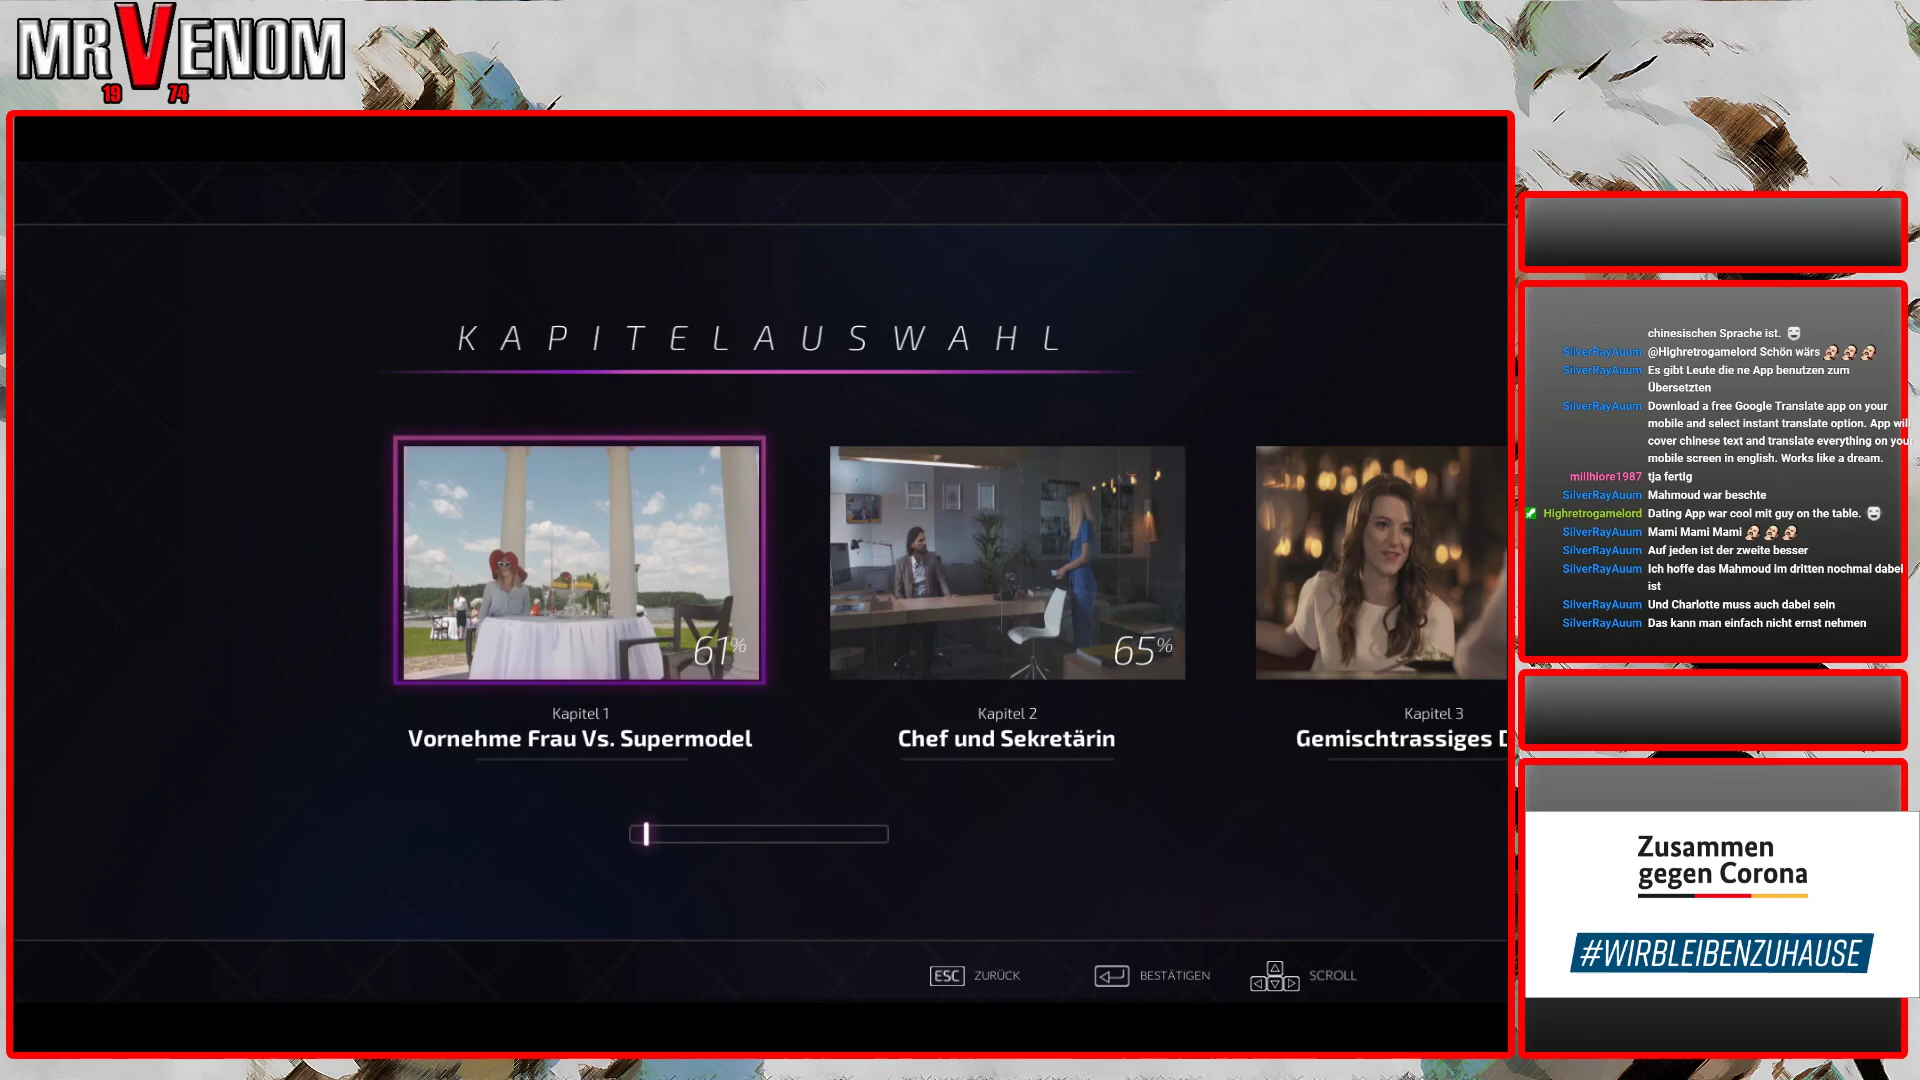 MRVENOM
19 74
KAPITELAUSWAHL
61%
65%
Kapitel 1
Vornehme Frau Vs. Supermodel
Kapitel 2
Chef und Sekretärin
Kapitel 3
Gemischtrassiges D
ESC ZURÜCK
BESTÄTIGEN
SCROLL
chinesischen Sprache ist.
SilverRayAuum @Highretrogamelord Schön wärs
SilverRayAuum Es gibt Leute die ne App benutzen zum
Übersetzten
SilverRayAuum Download a free Google Translate app on your
mobile and select instant translate option. App will
cover chinese text and translate everything on your
mobile screen in english. Works like a dream.
millhiore1987 tja fertig
SilverRayAuum Mahmoud war beschte
Highretrogamelord Dating App war cool mit guy on the table.
SilverRayAuum Mami Mami Mami
SilverRayAuum Auf jeden ist der zweite besser
SilverRayAuum Ich hoffe das Mahmoud im dritten nochmal dabei
ist
SilverRayAuum Und Charlotte muss auch dabei sein
SilverRayAuum Das kann man einfach nicht ernst nehmen
Zusammen
gegen Corona
#WIRBLEIBENZUHAUSE